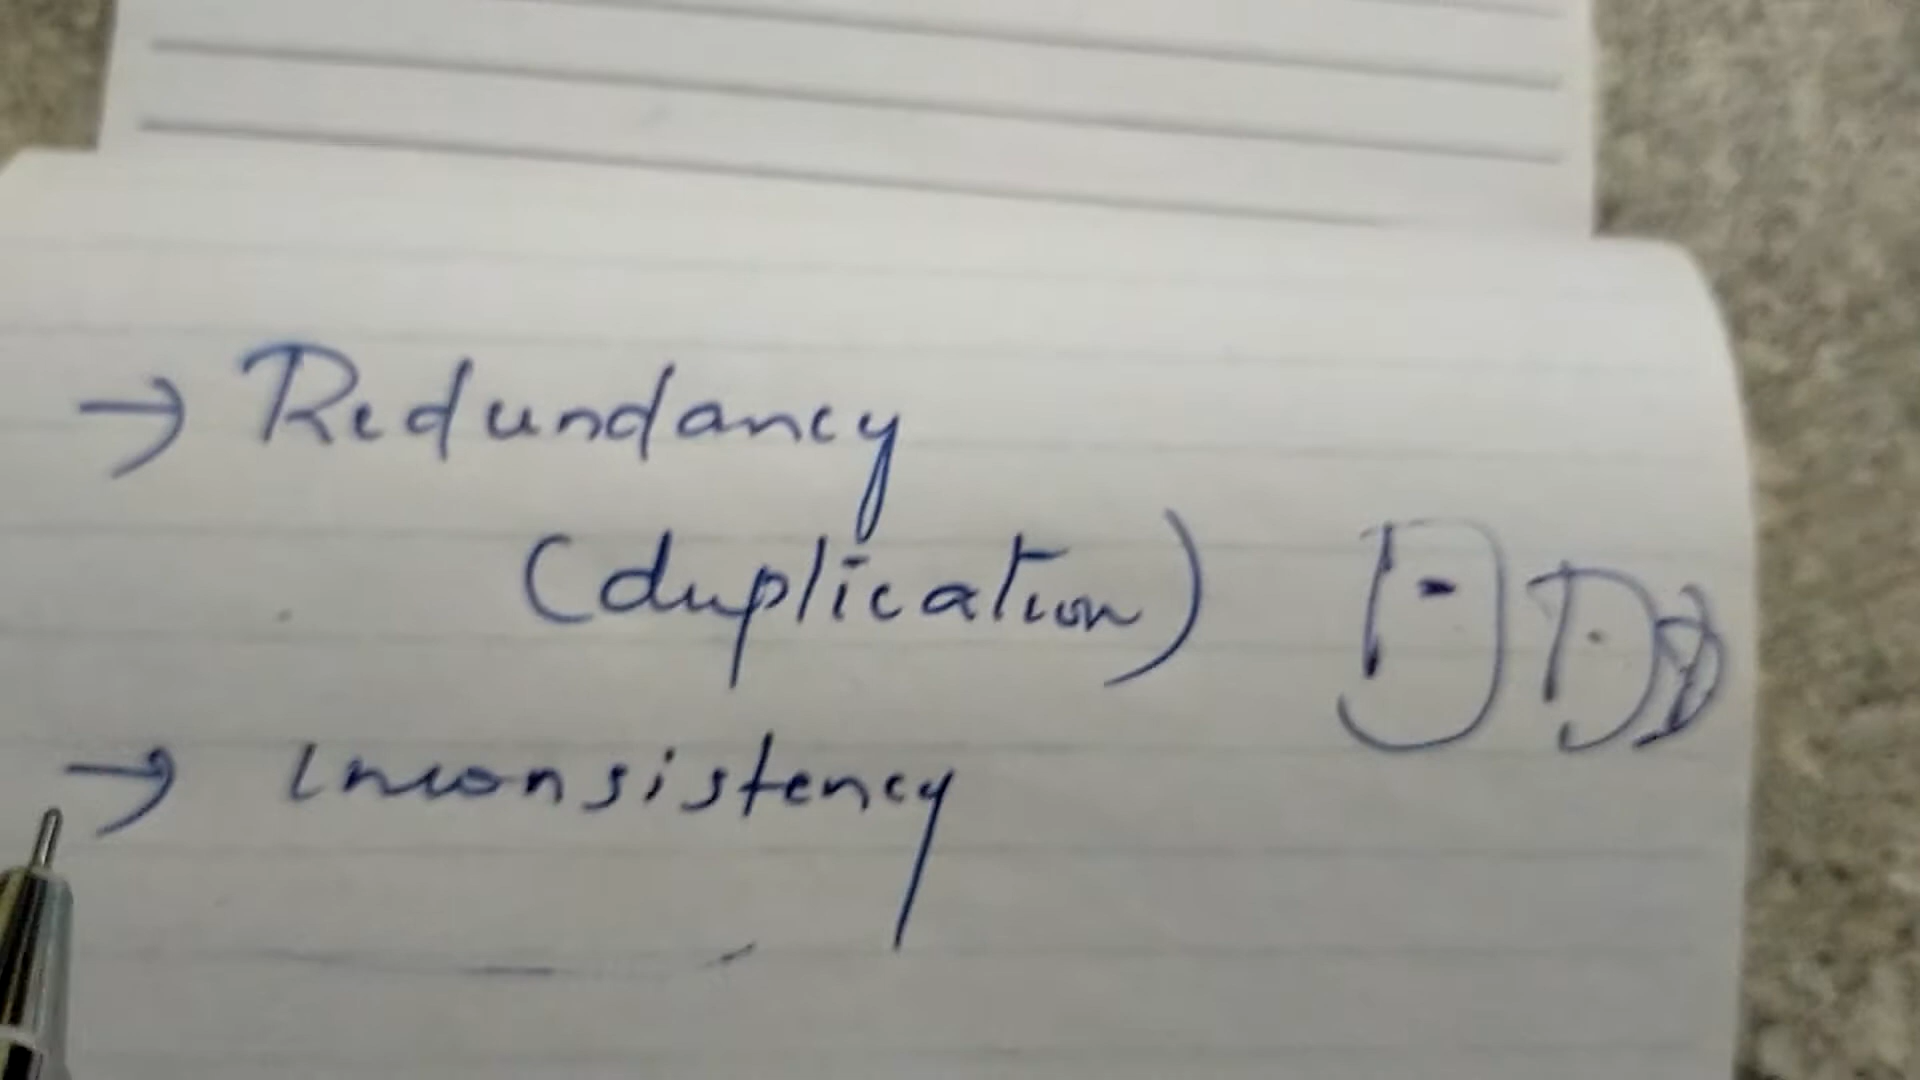 → Redundancy
(duplication)
→ Inconsistency